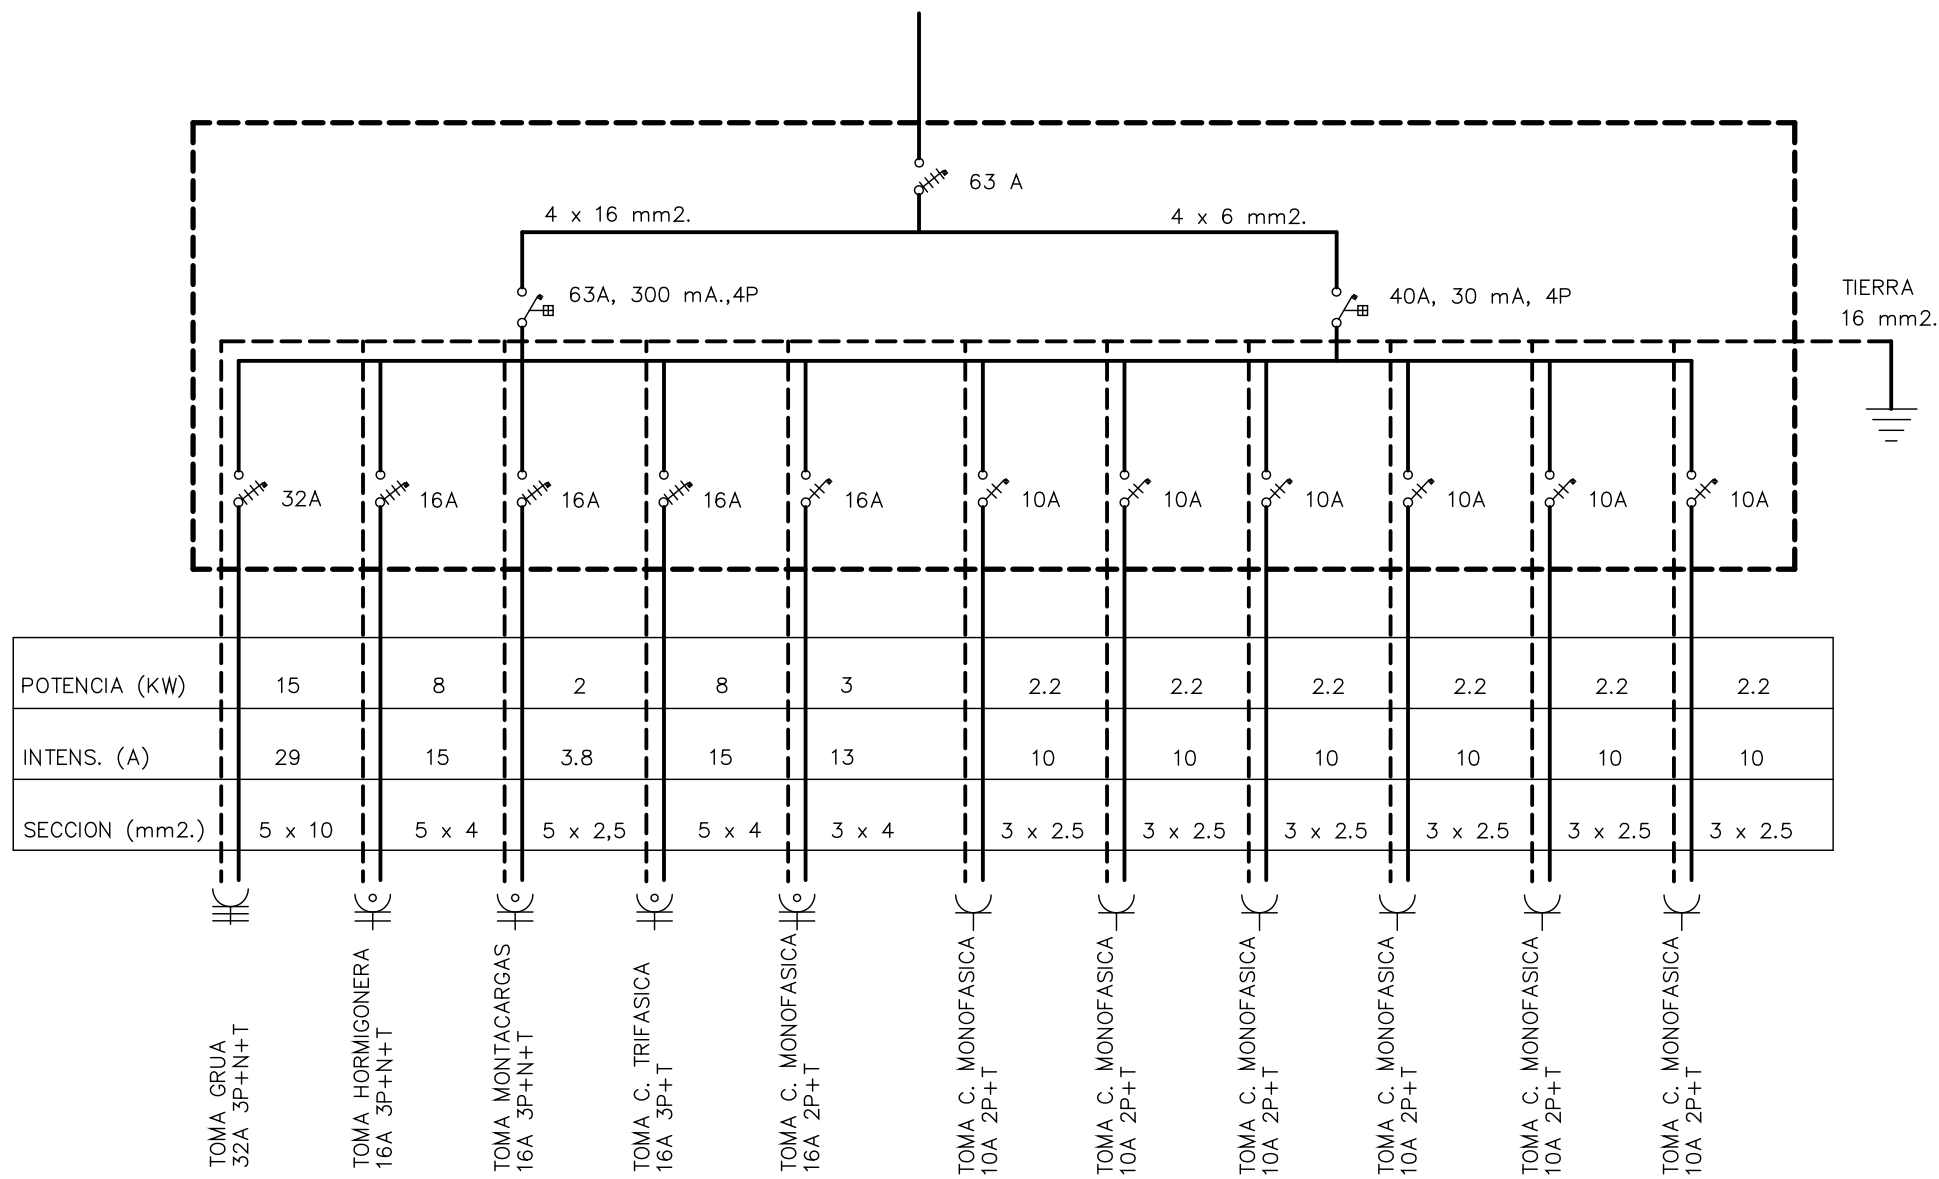 63 A
4 x 16 mm2.
4 x 6 mm2.
63A, 300 mA.,4P
40A, 30 mA, 4P
TIERRA
16 mm2.
32A
16A
16A
16A
16A
10A
10A
10A
10A
10A
10A
POTENCIA (KW) 15 8 2 8 3 2.2 2.2 2.2 2.2 2.2 2.2
INTENS. (A) 29 15 3.8 15 13 10 10 10 10 10 10
SECCION (mm2.) 5 x 10 5 x 4 5 x 2,5 5 x 4 3 x 4 3 x 2.5 3 x 2.5 3 x 2.5 3 x 2.5 3 x 2.5 3 x 2.5
TOMA GRUA
32A 3P+N+T
TOMA HORMIGONERA
16A 3P+N+T
TOMA MONTACARGAS
16A 3P+N+T
TOMA C. TRIFASICA
16A 3P+T
TOMA C. MONOFASICA
16A 2P+T
TOMA C. MONOFASICA
10A 2P+T
TOMA C. MONOFASICA
10A 2P+T
TOMA C. MONOFASICA
10A 2P+T
TOMA C. MONOFASICA
10A 2P+T
TOMA C. MONOFASICA
10A 2P+T
TOMA C. MONOFASICA
10A 2P+T